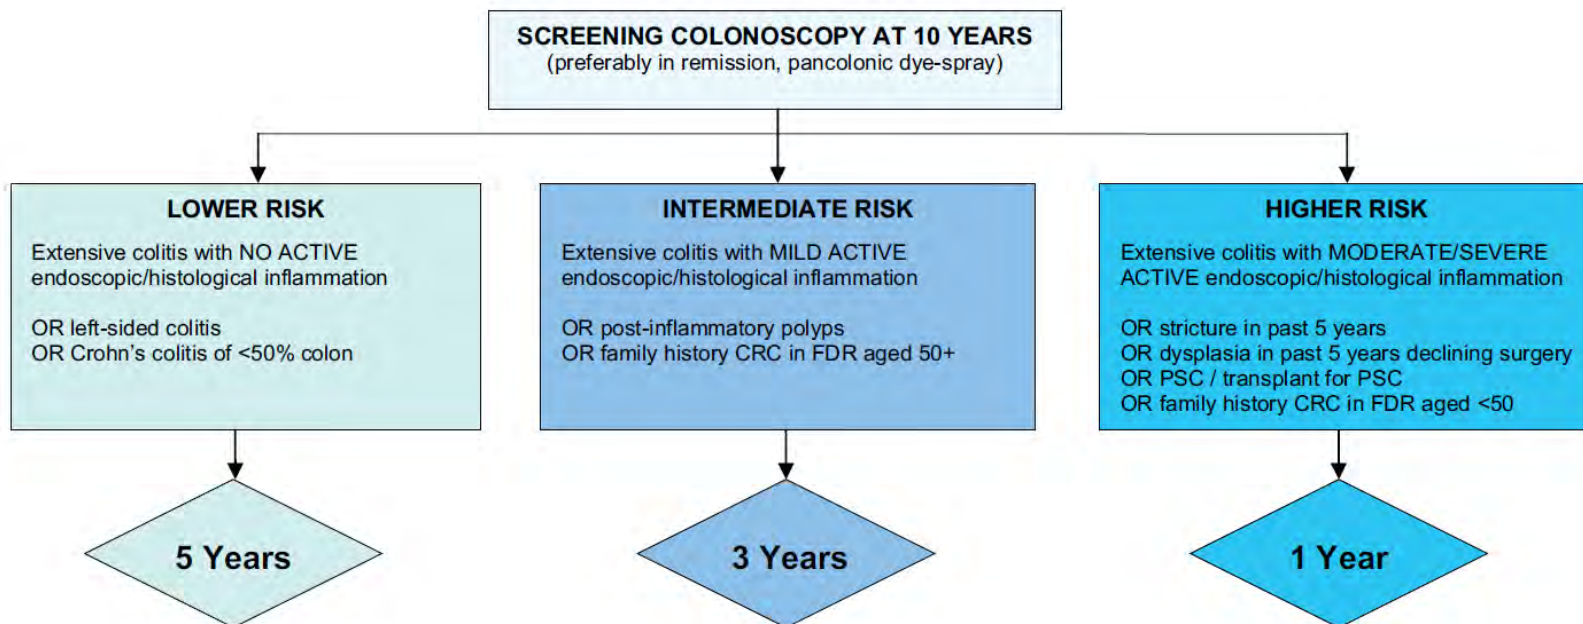 SCREENING COLONOSCOPY AT 10 YEARS
(preferably in remission, pancolonic dye-spray)
LOWER RISK
Extensive colitis with NO ACTIVE
endoscopic/histological inflammation
OR left-sided colitis
OR Crohn's colitis of <50% colon
5 Years
INTERMEDIATE RISK
Extensive colitis with MILD ACTIVE
endoscopic/histological inflammation
OR post-inflammatory polyps
OR family history CRC in FDR aged 50+
3 Years
HIGHER RISK
Extensive colitis with MODERATE/SEVERE
ACTIVE endoscopic/histological inflammation
OR stricture in past 5 years
OR dysplasia in past 5 years declining surgery
OR PSC / transplant for PSC
OR family history CRC in FDR aged <50
1 Year